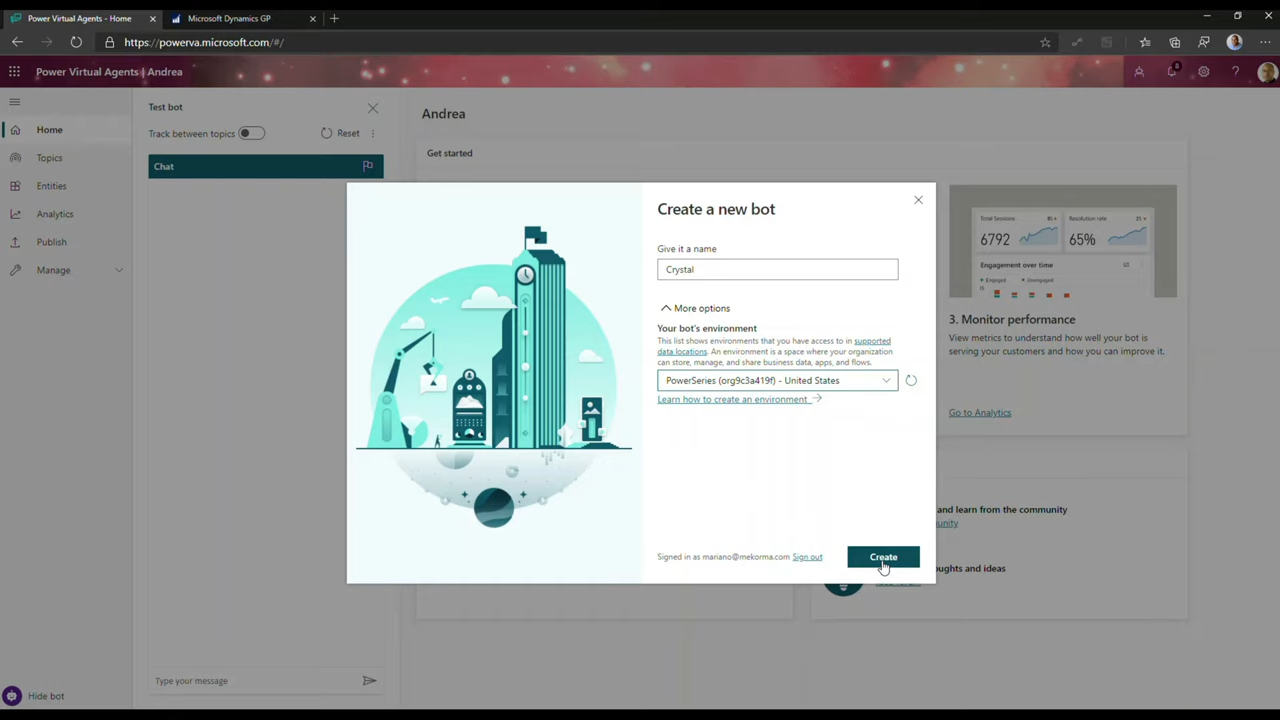 Power Virtual Agents - Home
Microsoft Dynamics GP
https://powerva.microsoft.com/#/
Power Virtual Agents | Andrea
Test bot
Track between topics
Reset
Chat
Home
Topics
Entities
Analytics
Publish
Manage
Andrea
Get started
Create a new bot
Give it a name
Crystal
More options
Your bot's environment
This list shows environments that you have access to in supported
data locations. An environment is a space where your organization
can store, manage, and share business data, apps, and flows.
PowerSeries (org9c3a419f) - United States
Learn how to create an environment
Signed in as mariano@mekorma.com Sign out
Create
Total Sessions
6792
Resolution rate
65%
Engagement over time
3. Monitor performance
View metrics to understand how well your bot is
serving your customers and how you can improve it.
Go to Analytics
and learn from the community
oughts and ideas
Type your message
Hide bot